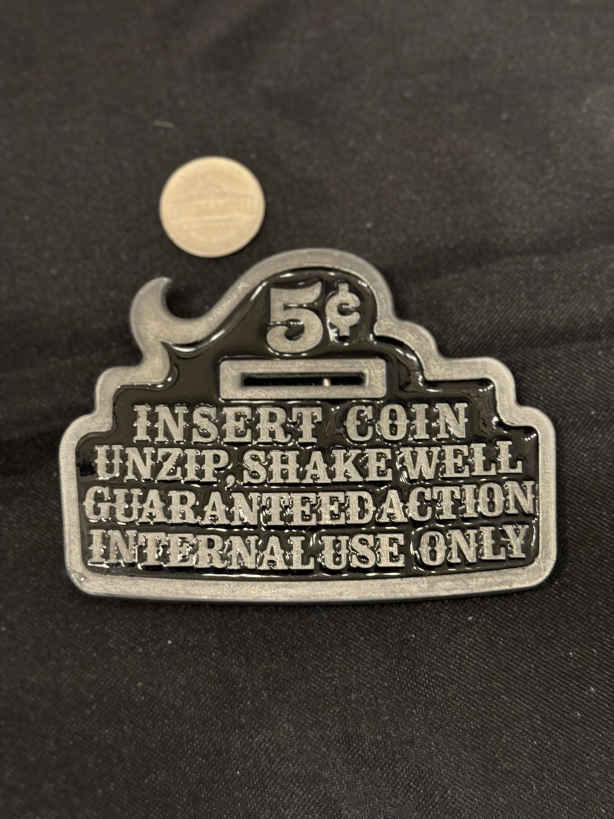 5¢
INSERT COIN
UNZIP, SHAKE WELL
GUARANTEED ACTION
INTERNAL USE ONLY